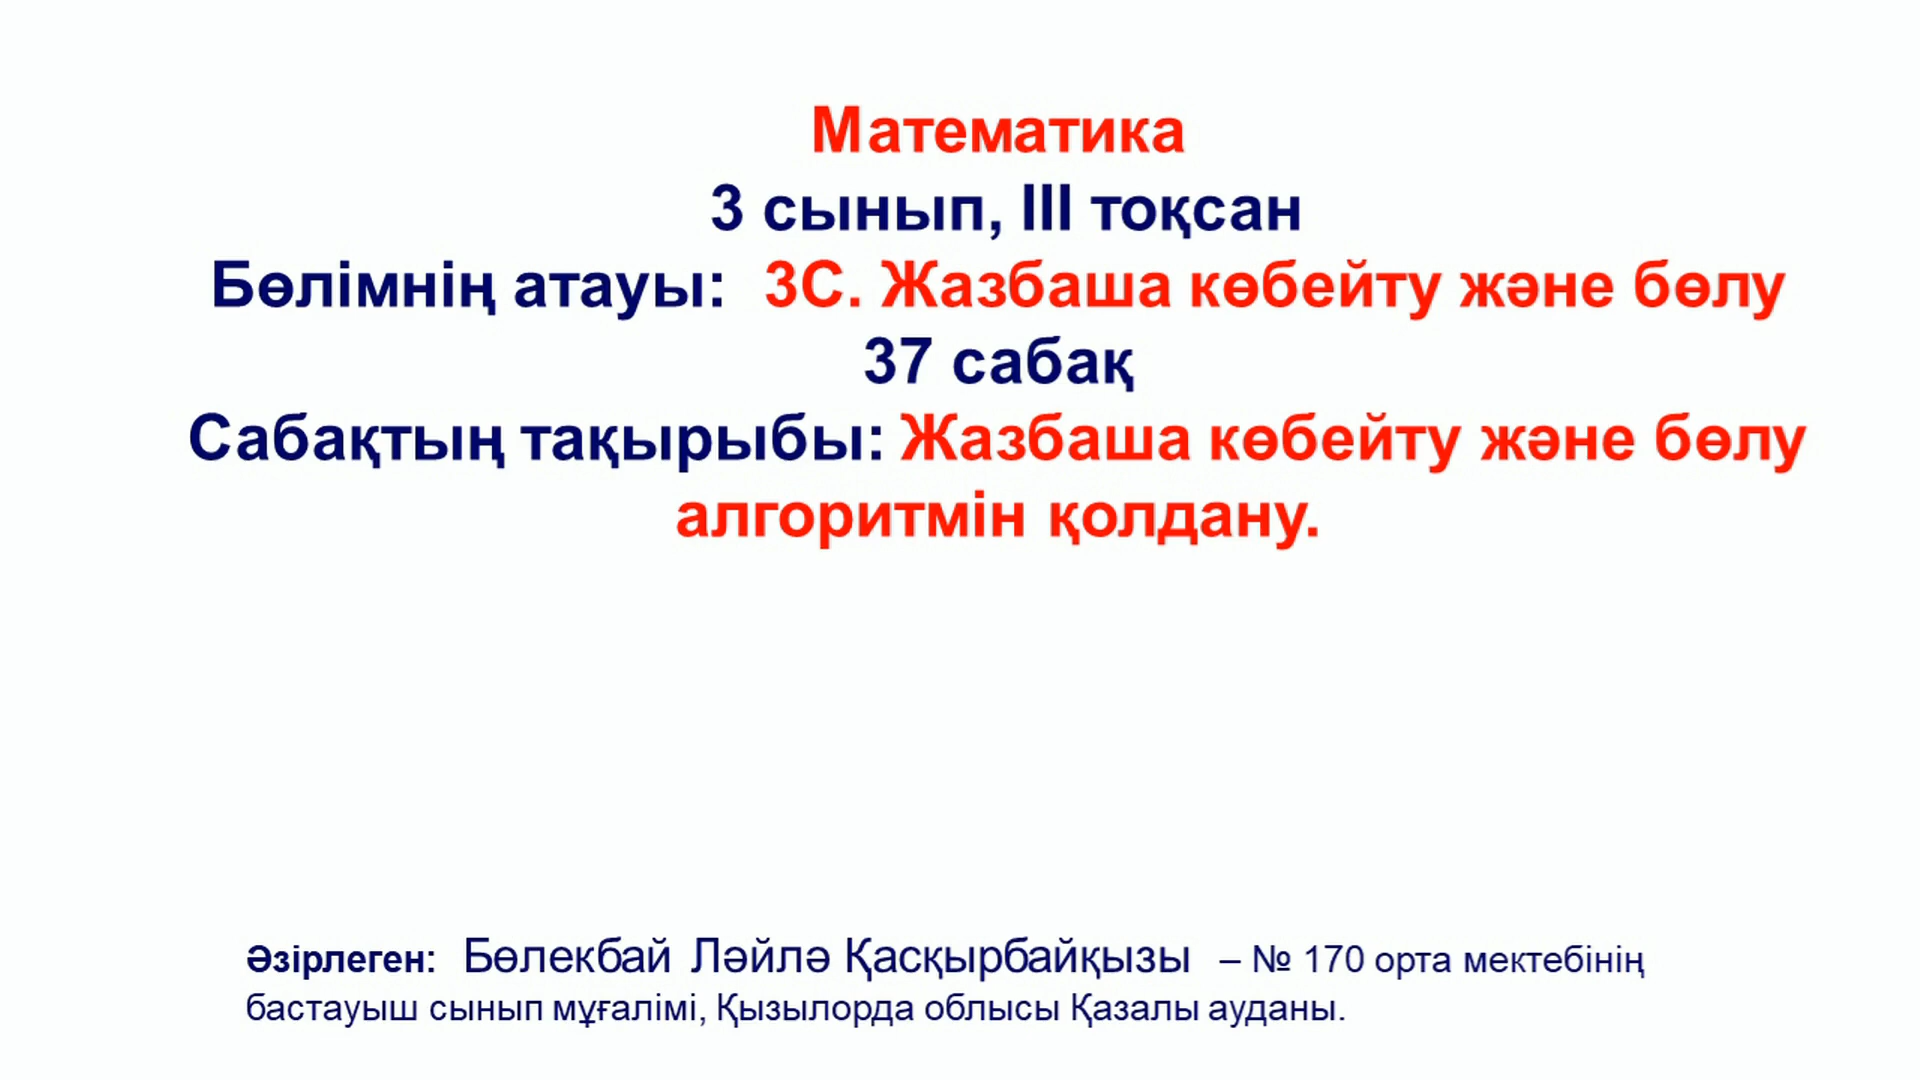 Математика
3 сынып, III тоқсан
Бөлімнің атауы: 3С. Жазбаша көбейту және бөлу
37 сабақ
Сабақтың тақырыбы: Жазбаша көбейту және бөлу
алгоритмін қолдану.
Әзірлеген: Бөлекбай Ләйлә Қасқырбайқызы – № 170 орта мектебінің
бастауыш сынып мұғалімі, Қызылорда облысы Қазалы ауданы.